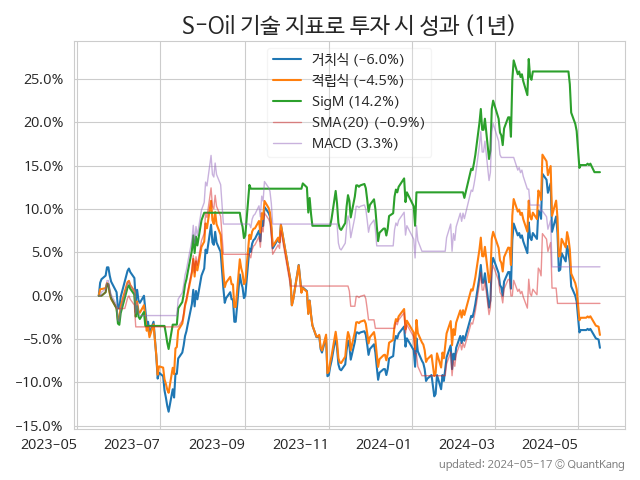 S-Oil 기술 지표로 투자 시 성과 (1년)
거치식 (−6.0%)
적립식 (−4.5%)
SigM (14.2%)
SMA(20) (−0.9%)
MACD (3.3%)
25.0%
20.0%
15.0%
10.0%
5.0%
0.0%
−5.0%
−10.0%
−15.0%
2023-05 2023-07 2023-09 2023-11 2024-01 2024-03 2024-05
updated: 2024-05-17 © QuantKang